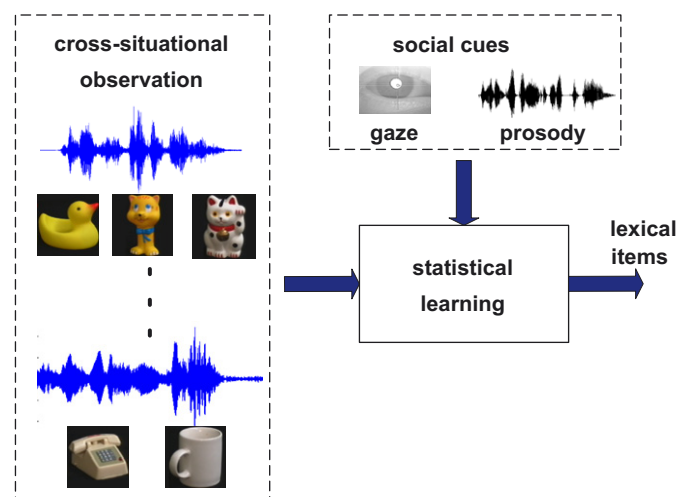 cross-situational
observation
social cues
gaze
prosody
statistical
learning
lexical
items